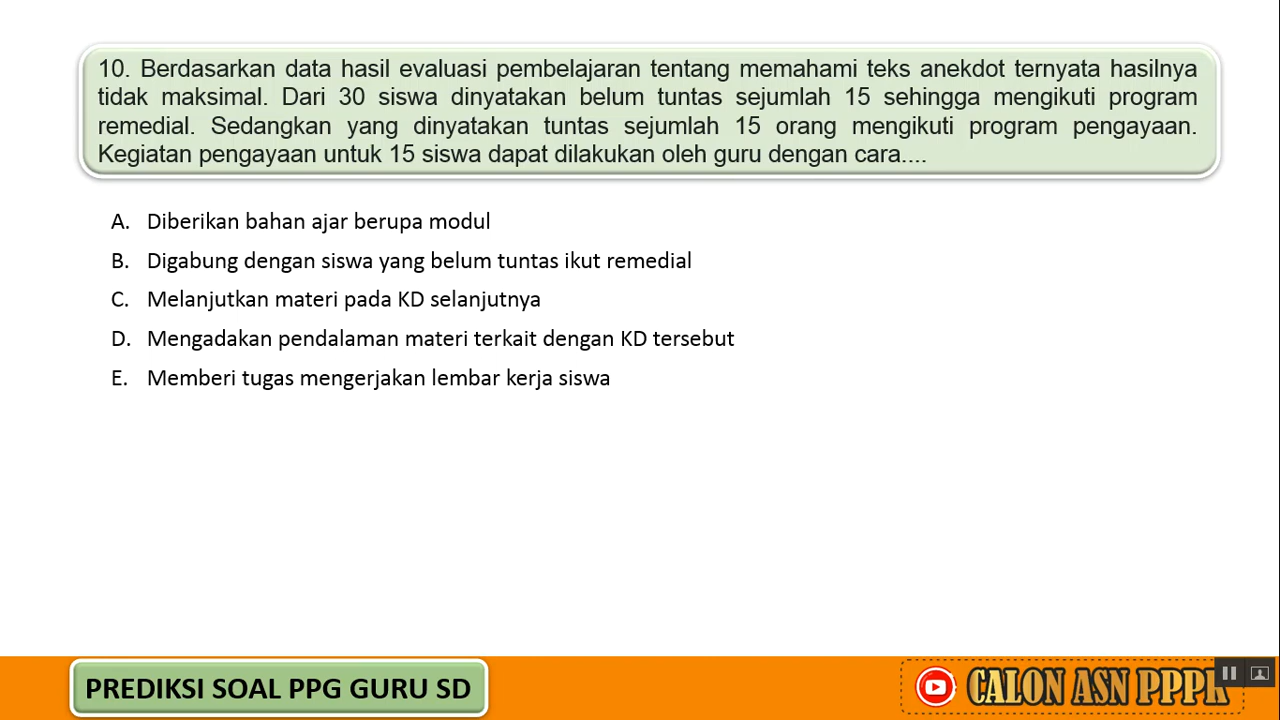 10. Berdasarkan data hasil evaluasi pembelajaran tentang memahami teks anekdot ternyata hasilnya
tidak maksimal. Dari 30 siswa dinyatakan belum tuntas sejumlah 15 sehingga mengikuti program
remedial. Sedangkan yang dinyatakan tuntas sejumlah 15 orang mengikuti program pengayaan.
Kegiatan pengayaan untuk 15 siswa dapat dilakukan oleh guru dengan cara....
A. Diberikan bahan ajar berupa modul
B. Digabung dengan siswa yang belum tuntas ikut remedial
C. Melanjutkan materi pada KD selanjutnya
D. Mengadakan pendalaman materi terkait dengan KD tersebut
E. Memberi tugas mengerjakan lembar kerja siswa
PREDIKSI SOAL PPG GURU SD
CALON ASN PPPK